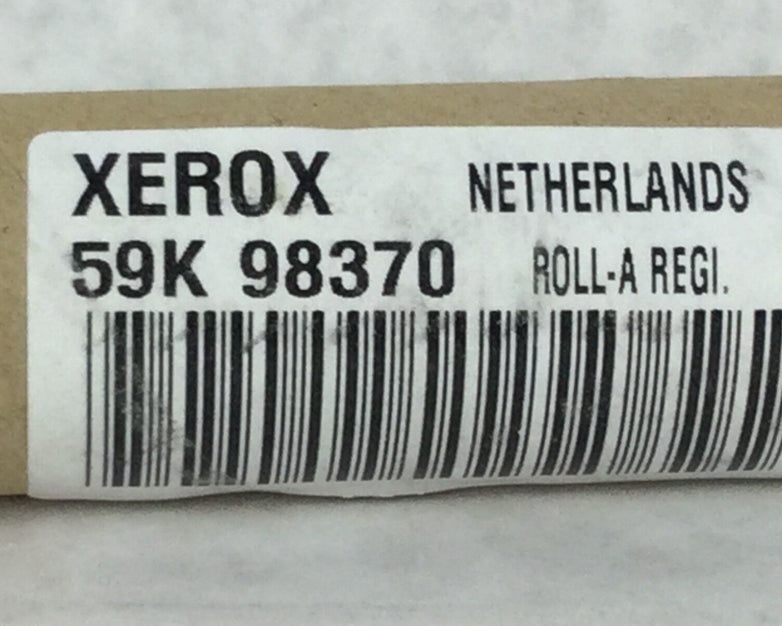 XEROX NETHERLANDS
59K 98370 ROLL-A REGI.